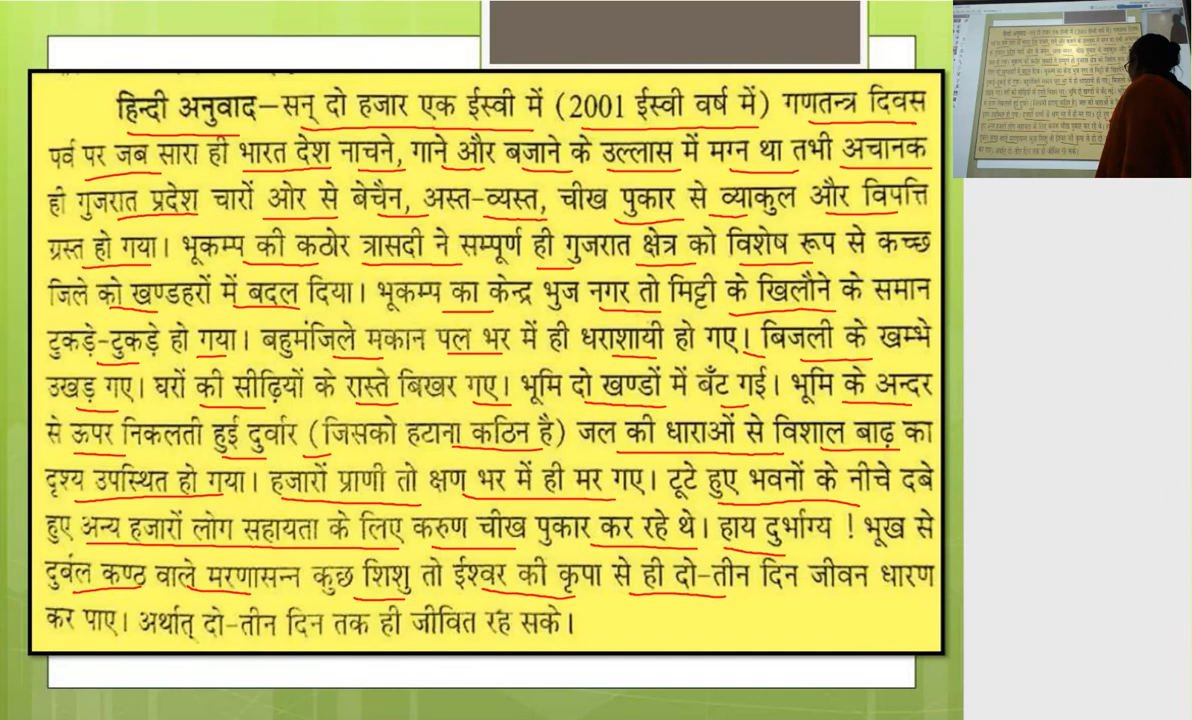 हिन्दी अनुवाद–सन् दो हजार एक ईस्वी में (2001 ईस्वी वर्ष में) गणतन्त्र दिवस
पर्व पर जब सारा ही भारत देश नाचने, गाने और बजाने के उल्लास में मग्न था तभी अचानक
ही गुजरात प्रदेश चारों ओर से बेचैन, अस्त-व्यस्त, चीख पुकार से व्याकुल और विपत्ति
ग्रस्त हो गया। भूकम्प की कठोर त्रासदी ने सम्पूर्ण ही गुजरात क्षेत्र को विशेष रूप से कच्छ
जिले को खण्डहरों में बदल दिया। भूकम्प का केन्द्र भुज नगर तो मिट्टी के खिलौने के समान
टुकड़े-टुकड़े हो गया। बहुमंजिले मकान पल भर में ही धराशायी हो गए। बिजली के खम्भे
उखड़ गए। घरों की सीढ़ियों के रास्ते बिखर गए। भूमि दो खण्डों में बँट गई। भूमि के अन्दर
से ऊपर निकलती हुई दुर्वार (जिसको हटाना कठिन है) जल की धाराओं से विशाल बाढ़ का
दृश्य उपस्थित हो गया। हजारों प्राणी तो क्षण भर में ही मर गए। टूटे हुए भवनों के नीचे दबे
हुए अन्य हजारों लोग सहायता के लिए करुण चीख पुकार कर रहे थे। हाय दुर्भाग्य ! भूख से
दुर्बल कण्ठ वाले मरणासन्न कुछ शिशु तो ईश्वर की कृपा से ही दो-तीन दिन जीवन धारण
कर पाए। अर्थात् दो-तीन दिन तक ही जीवित रह सके।